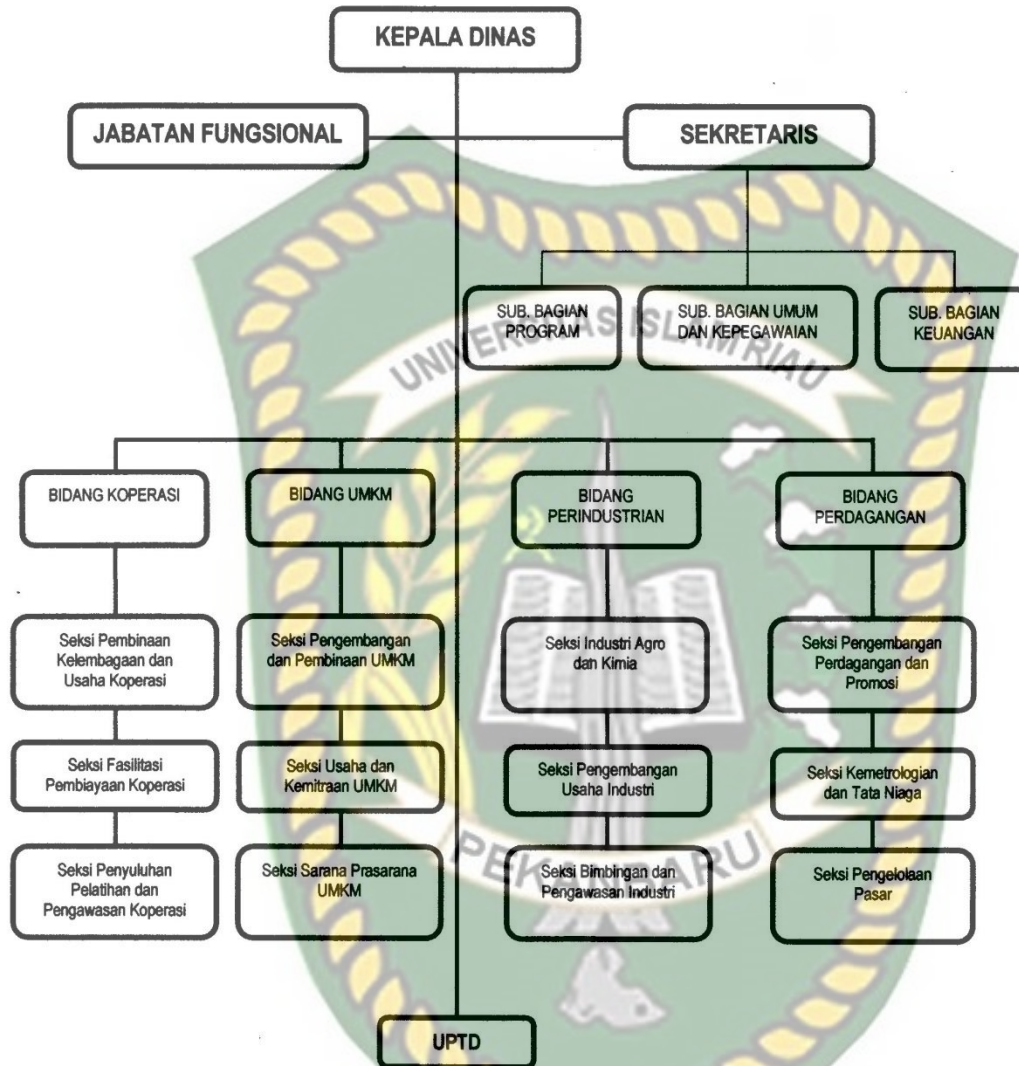 KEPALA DINAS
JABATAN FUNGSIONAL
SEKRETARIS
SUB. BAGIAN
PROGRAM
SUB. BAGIAN UMUM
DAN KEPEGAWAIAN
SUB. BAGIAN
KEUANGAN
UNIVERSITAS ISLAM RIAU
BIDANG KOPERASI
BIDANG UMKM
BIDANG
PERINDUSTRIAN
BIDANG
PERDAGANGAN
Seksi Pembinaan
Kelembagaan dan
Usaha Koperasi
Seksi Pengembangan
dan Pembinaan UMKM
Seksi Industri Agro
dan Kimia
Seksi Pengembangan
Perdagangan dan
Promosi
Seksi Fasilitasi
Pembiayaan Koperasi
Seksi Usaha dan
Kemitraan UMKM
Seksi Pengembangan
Usaha Industri
Seksi Kemetrologian
dan Tata Niaga
PEKANBARU
Seksi Penyuluhan
Pelatihan dan
Pengawasan Koperasi
Seksi Sarana Prasarana
UMKM
Seksi Bimbingan dan
Pengawasan Industri
Seksi Pengelolaan
Pasar
UPTD